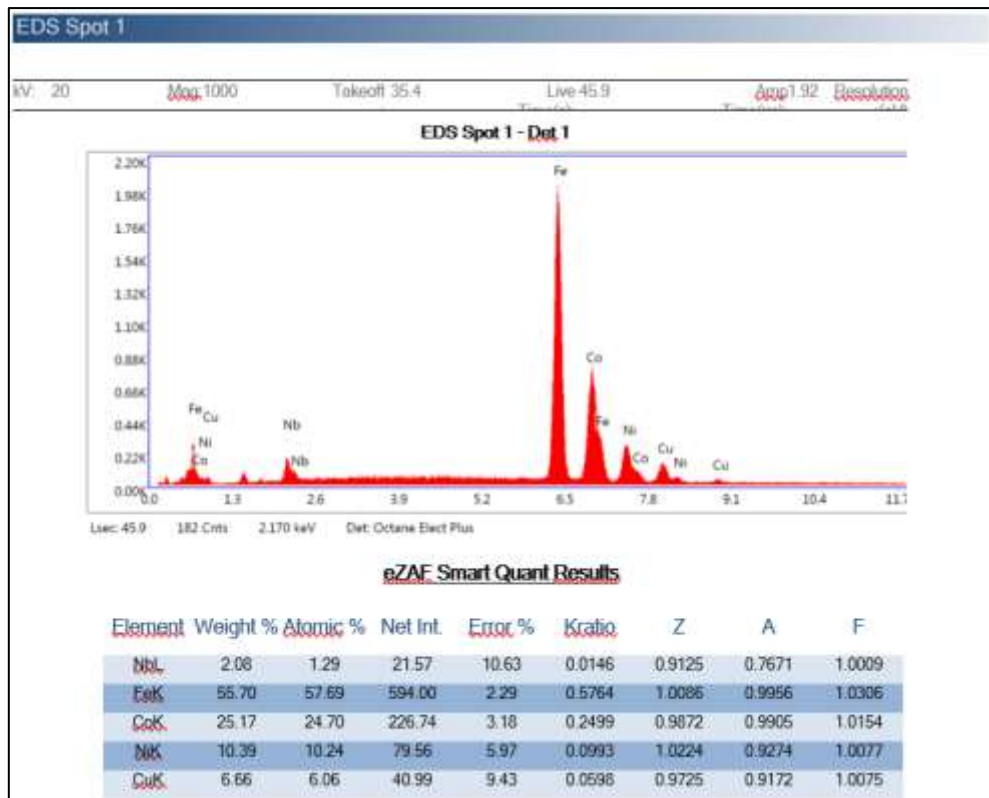 EDS Spot 1
kV: 20 Mag: 1000 Takeoff 35.4 Live 45.9 Amp 1.92 Resolution
EDS Spot 1 - Det 1
2.20K
1.98K
1.76K
1.54K
1.32K
1.10K
0.88K
0.66K
0.44K
0.22K
0.00K
Fe
Co
Fe
Ni
Co
Cu
Ni
Cu
Fe
Cu
Ni
Co
Nb
Nb
0.0 1.3 2.6 3.9 5.2 6.5 7.8 9.1 10.4 11.7
Lsec: 45.9 182 Cnts 2.170 keV Det: Octane Elect Plus
eZAF Smart Quant Results
Element Weight % Atomic % Net Int. Error % Kratio Z A F
NbL 2.08 1.29 21.57 10.63 0.0146 0.9125 0.7671 1.0009
FeK 55.70 57.69 594.00 2.29 0.5764 1.0086 0.9956 1.0306
CoK 25.17 24.70 226.74 3.18 0.2499 0.9872 0.9905 1.0154
NiK 10.39 10.24 79.56 5.97 0.0993 1.0224 0.9274 1.0077
CuK 6.66 6.06 40.99 9.43 0.0598 0.9725 0.9172 1.0075